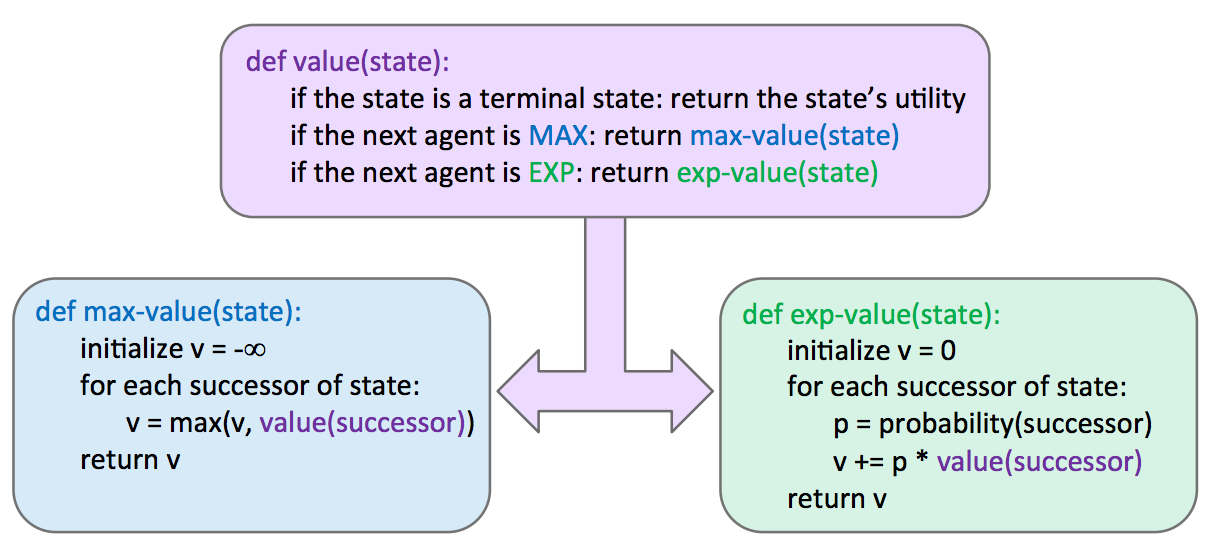 def value(state):
if the state is a terminal state: return the state’s utility
if the next agent is MAX: return max-value(state)
if the next agent is EXP: return exp-value(state)
def max-value(state):
initialize v = -∞
for each successor of state:
v = max(v, value(successor))
return v
def exp-value(state):
initialize v = 0
for each successor of state:
p = probability(successor)
v += p * value(successor)
return v